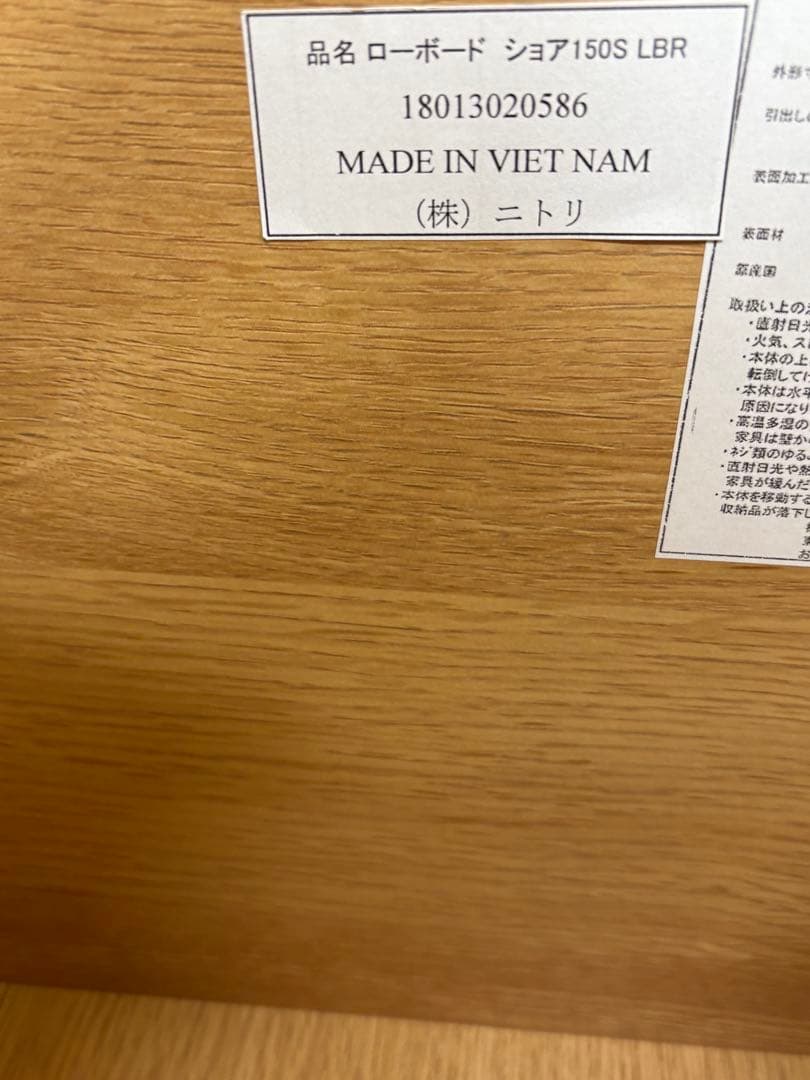 品名 ローボード ショア150S LBR
18013020586
MADE IN VIET NAM
（株）ニトリ
外形
引出し
表面加工
表面材
原産国
取扱い上の
・直射日光
・火気、ス
・本体の上
転倒して
・本体は水平
原因になり
・高温多湿の
家具は壁か
・ネジ類のゆる
・直射日光や熱
家具が緩んだ
・本体を移動する
収納品が落下し
お